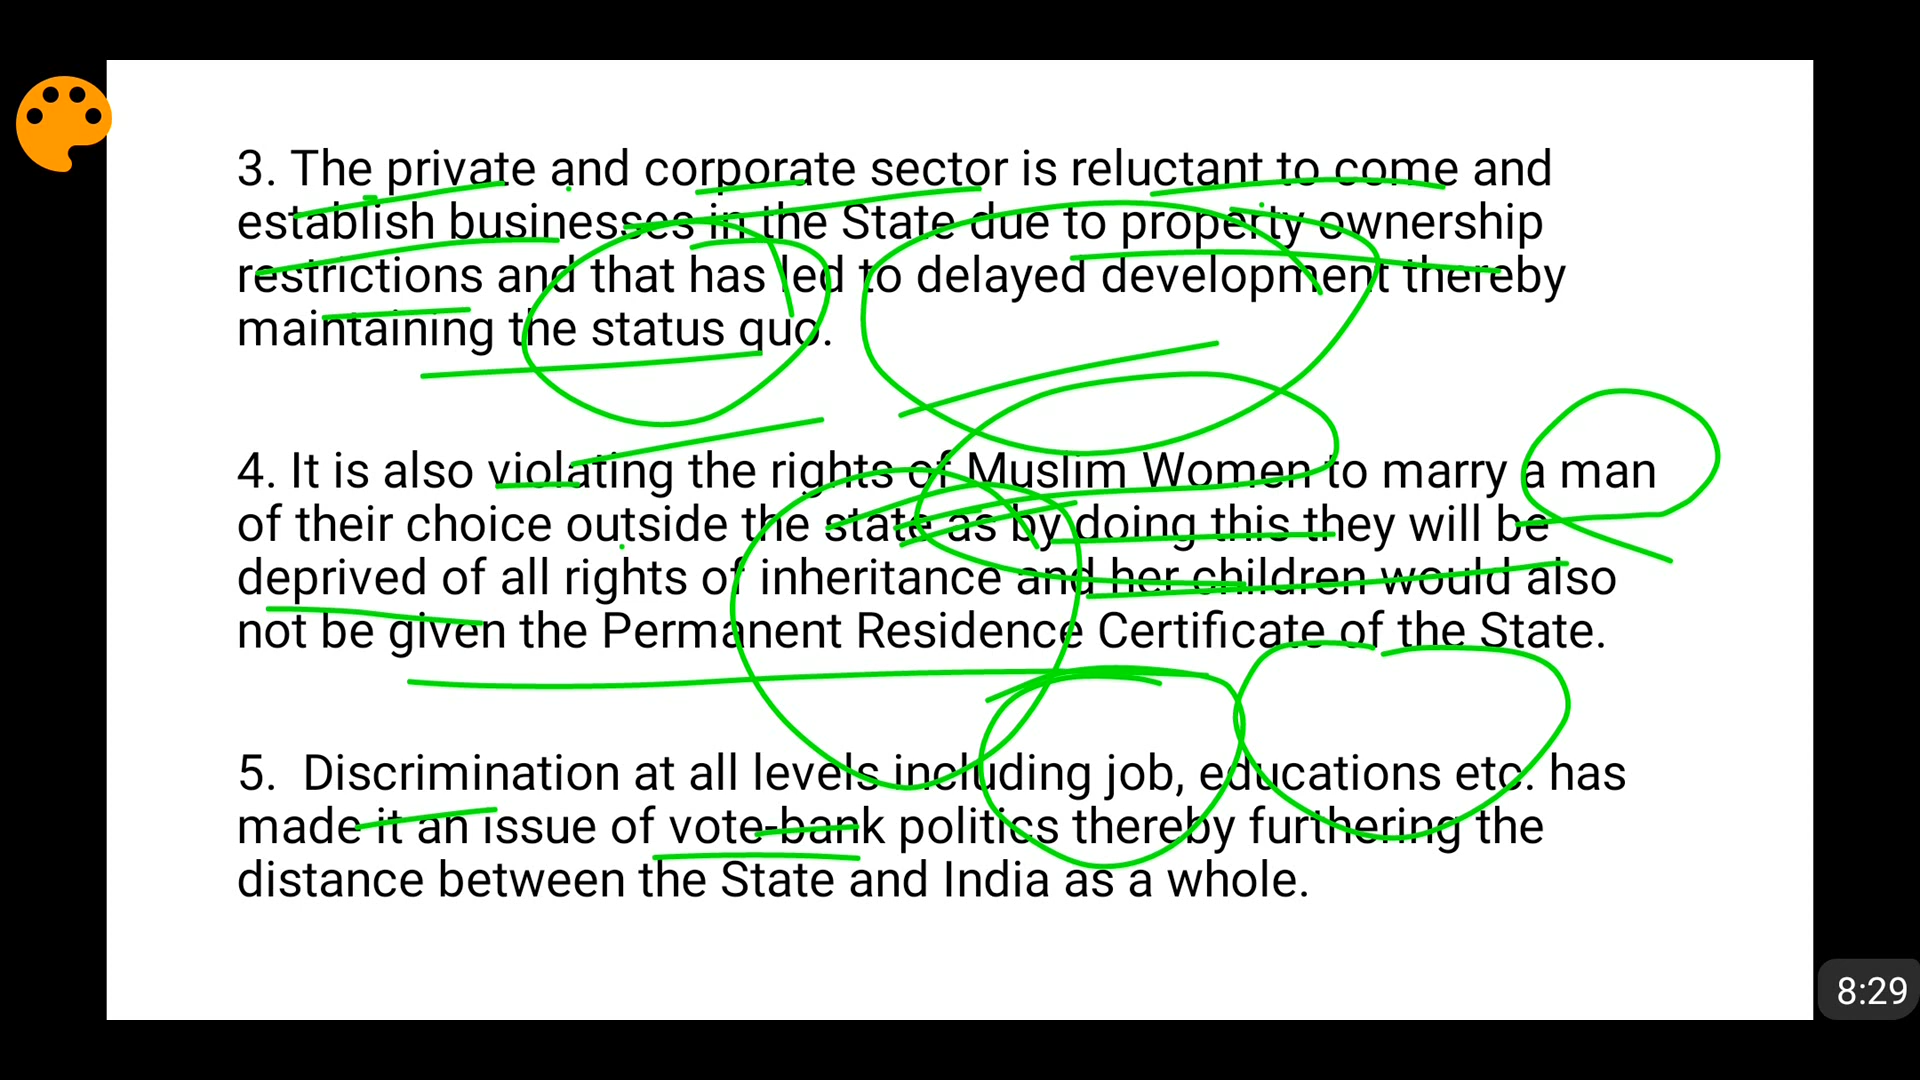 3. The private and corporate sector is reluctant to come and
establish businesses in the State due to property ownership
restrictions and that has led to delayed development thereby
maintaining the status quo.
4. It is also violating the rights of Muslim Women to marry a man
of their choice outside the state as by doing this they will be
deprived of all rights of inheritance and her children would also
not be given the Permanent Residence Certificate of the State.
5.  Discrimination at all levels including job, educations etc. has
made it an issue of vote-bank politics thereby furthering the
distance between the State and India as a whole.
8:29